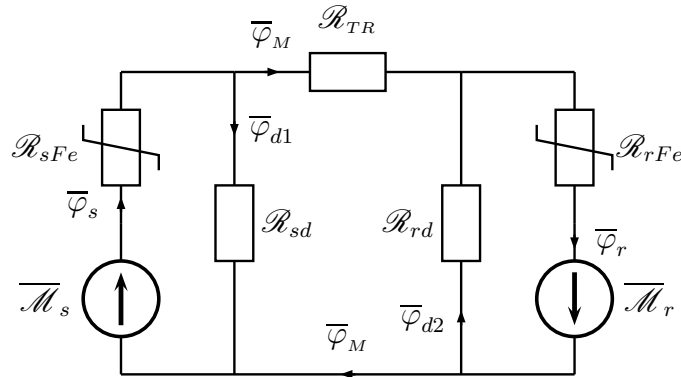 φ̅_M
ℛ_TR
φ̅_d1
ℛ_sFe
ℛ_rFe
φ̅_s
ℛ_sd
ℛ_rd
φ̅_r
ℳ̅_s
φ̅_d2
ℳ̅_r
φ̅_M